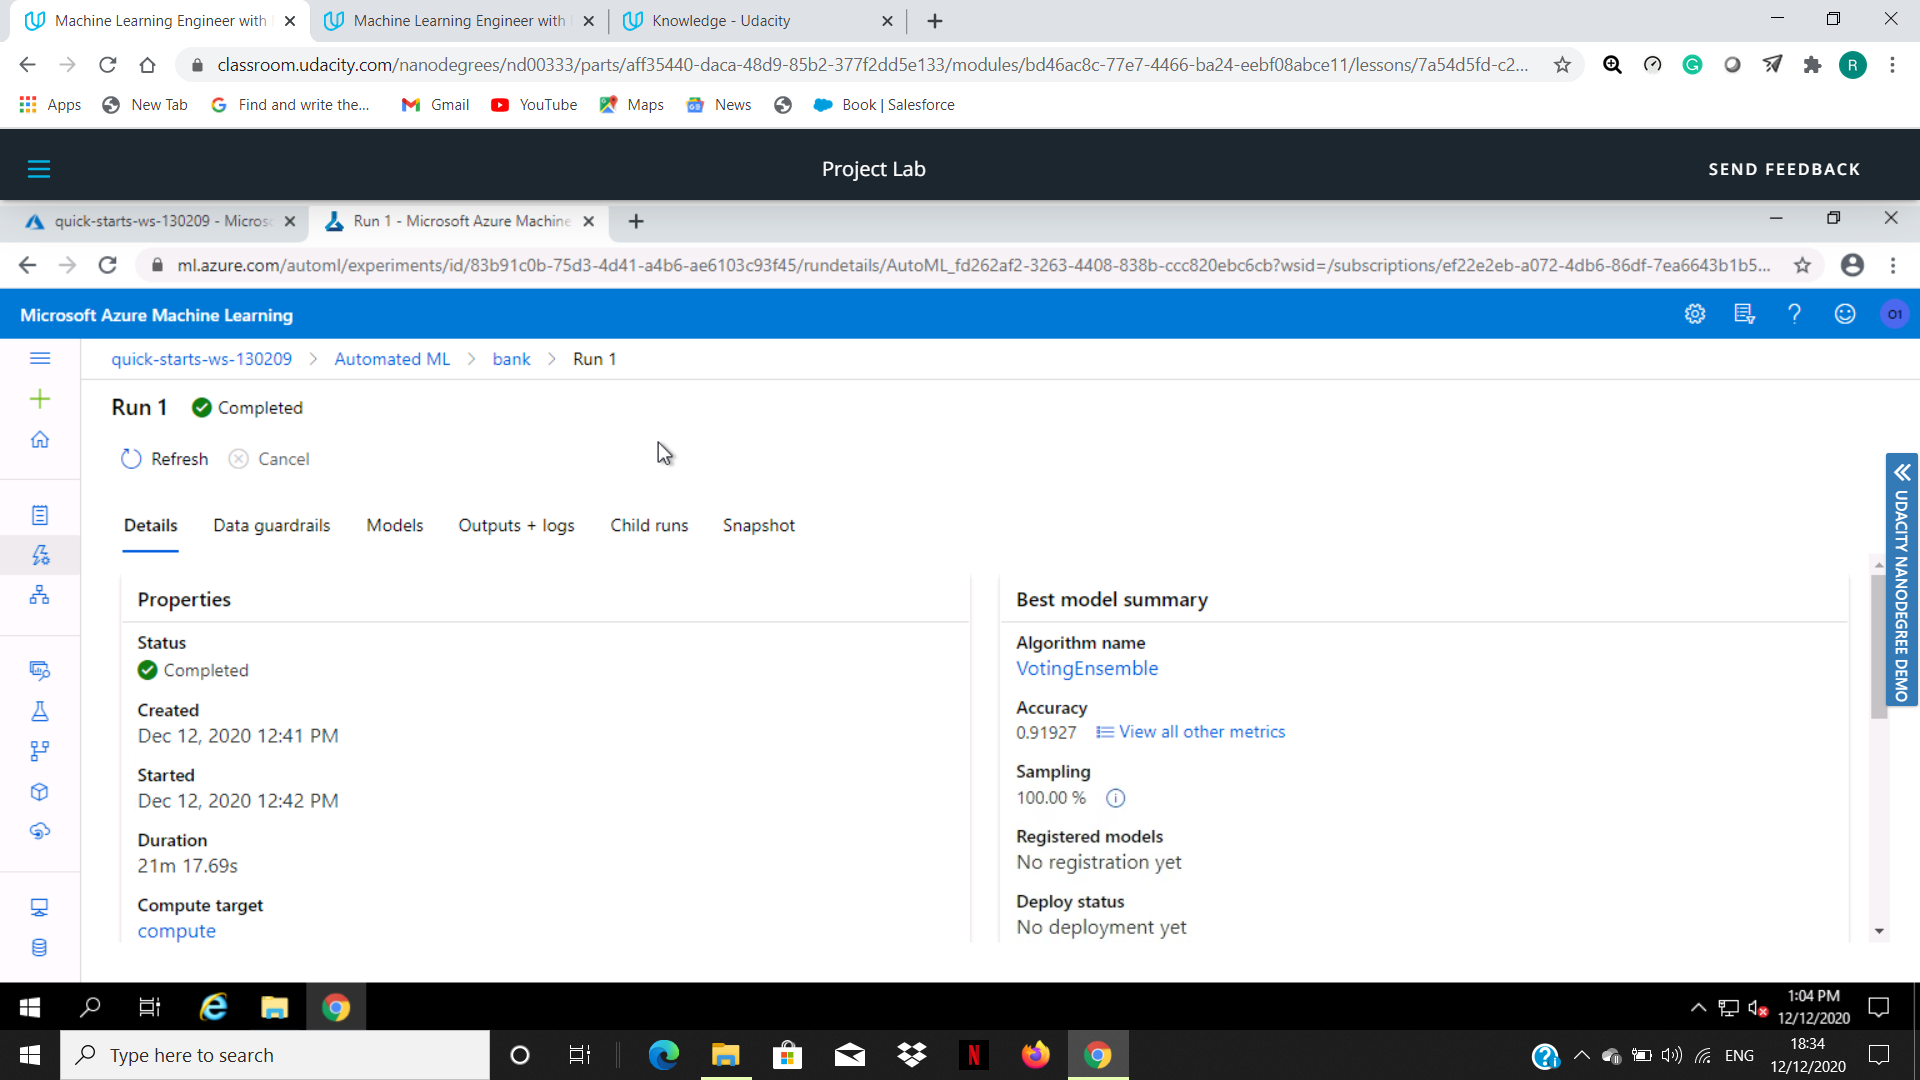 Machine Learning Engineer with
Machine Learning Engineer with
Knowledge - Udacity
classroom.udacity.com/nanodegrees/nd00333/parts/aff35440-daca-48d9-85b2-377f2dd5e133/modules/bd46ac8c-77e7-4466-ba24-eebf08abce11/lessons/7a54d5fd-c2...
R
Apps
New Tab
Find and write the...
Gmail
YouTube
Maps
News
Book | Salesforce
Project Lab
SEND FEEDBACK
quick-starts-ws-130209 - Micros
Run 1 - Microsoft Azure Machine
ml.azure.com/automl/experiments/id/83b91c0b-75d3-4d41-a4b6-ae6103c93f45/rundetails/AutoML_fd262af2-3263-4408-838b-ccc820ebc6cb?wsid=/subscriptions/ef22e2eb-a072-4db6-86df-7ea6643b1b5...
Microsoft Azure Machine Learning
O1
quick-starts-ws-130209 > Automated ML > bank > Run 1
Run 1
Completed
Refresh
Cancel
Details
Data guardrails
Models
Outputs + logs
Child runs
Snapshot
UDACITY NANODEGREE DEMO
Properties
Status
Completed
Created
Dec 12, 2020 12:41 PM
Started
Dec 12, 2020 12:42 PM
Duration
21m 17.69s
Compute target
compute
Best model summary
Algorithm name
VotingEnsemble
Accuracy
0.91927
View all other metrics
Sampling
100.00 %
Registered models
No registration yet
Deploy status
No deployment yet
1:04 PM
12/12/2020
Type here to search
ENG
18:34
12/12/2020